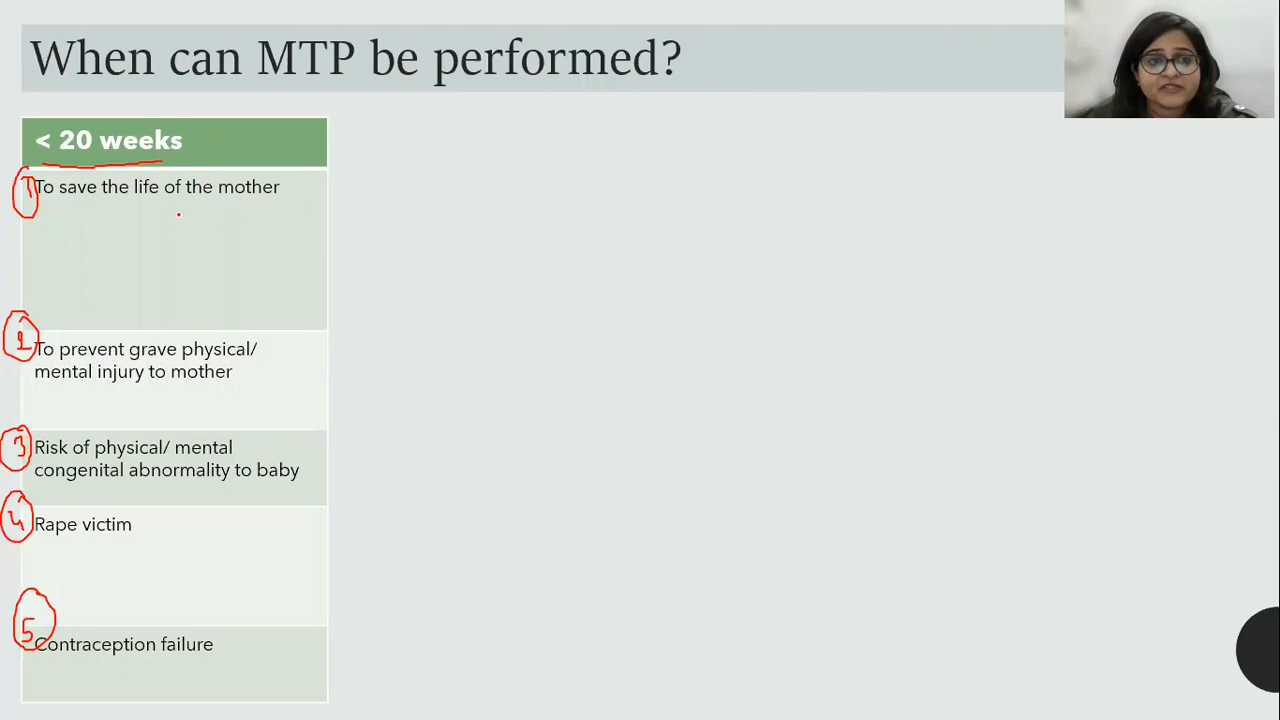 When can MTP be performed?
< 20 weeks
1 To save the life of the mother
2 To prevent grave physical/
mental injury to mother
3 Risk of physical/ mental
congenital abnormality to baby
4 Rape victim
5 Contraception failure